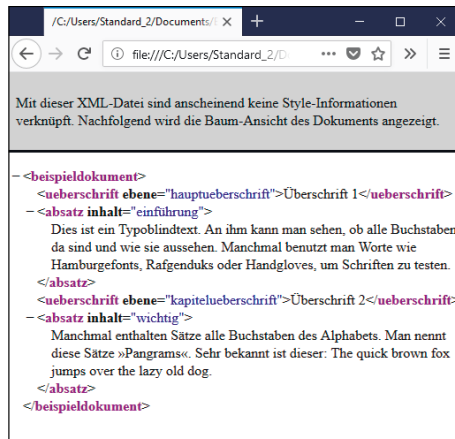 /C:/Users/Standard_2/Documents/
file:///C:/Users/Standard_2/D
Mit dieser XML-Datei sind anscheinend keine Style-Informationen
verknüpft. Nachfolgend wird die Baum-Ansicht des Dokuments angezeigt.
−<beispieldokument>
<ueberschrift ebene="hauptueberschrift">Überschrift 1</ueberschrift>
−<absatz inhalt="einführung">
Dies ist ein Typoblindtext. An ihm kann man sehen, ob alle Buchstaben
da sind und wie sie aussehen. Manchmal benutzt man Worte wie
Hamburgefonts, Rafgenduks oder Handgloves, um Schriften zu testen.
</absatz>
<ueberschrift ebene="kapitelueberschrift">Überschrift 2</ueberschrift>
−<absatz inhalt="wichtig">
Manchmal enthalten Sätze alle Buchstaben des Alphabets. Man nennt
diese Sätze »Pangrams«. Sehr bekannt ist dieser: The quick brown fox
jumps over the lazy old dog.
</absatz>
</beispieldokument>